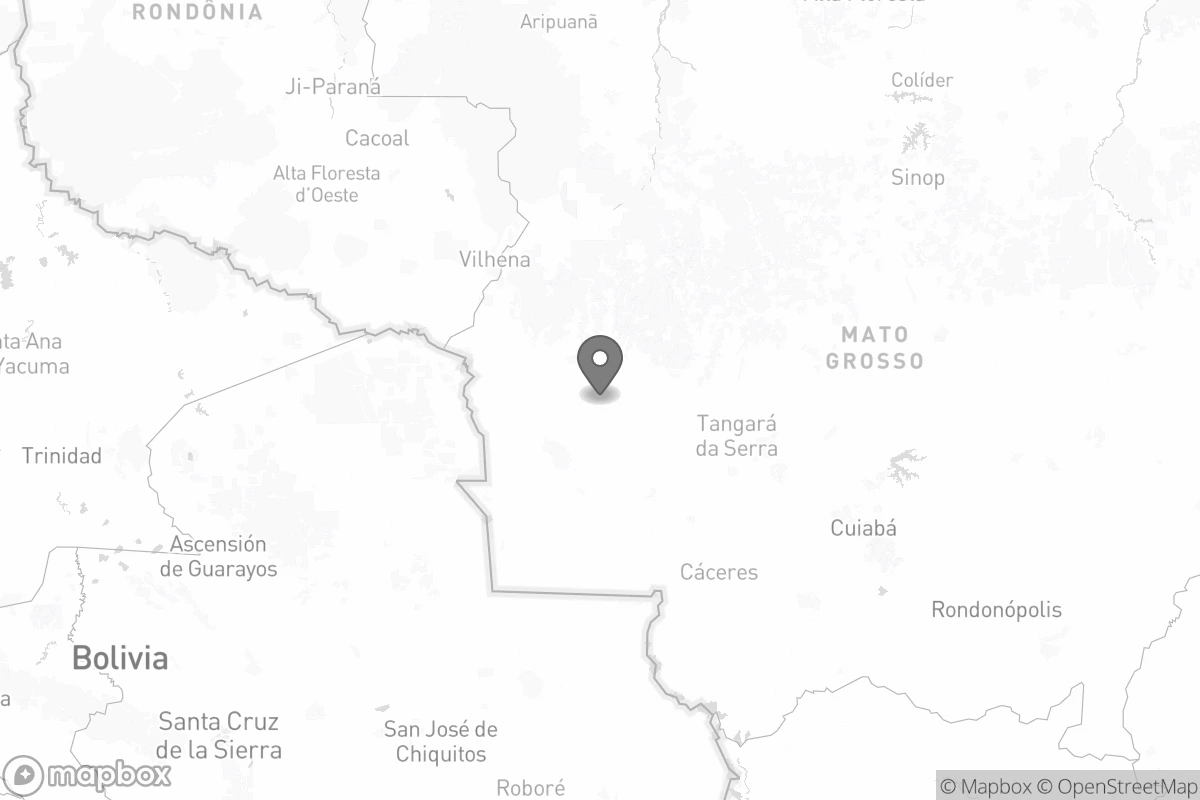 RONDÔNIA
Aripuanã
Ji-Paraná
Colíder
Cacoal
Alta Floresta
d'Oeste
Sinop
Vilhena
MATO
GROSSO
Ana
Yacuma
Tangará
da Serra
Trinidad
Cuiabá
Ascensión
de Guarayos
Cáceres
Rondonópolis
Bolivia
Santa Cruz
de la Sierra
San José de
Chiquitos
Roboré
mapbox
© Mapbox © OpenStreetMap